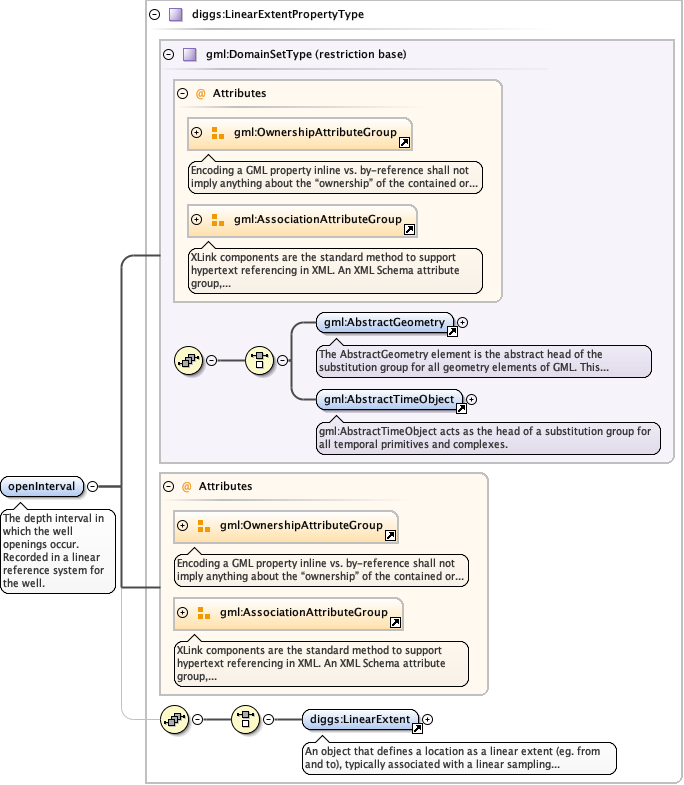 diggs:LinearExtentPropertyType
gml:DomainSetType (restriction base)
@ Attributes
gml:OwnershipAttributeGroup
Encoding a GML property inline vs. by-reference shall not
imply anything about the “ownership” of the contained or...
gml:AssociationAttributeGroup
XLink components are the standard method to support
hypertext referencing in XML. An XML Schema attribute
group,...
gml:AbstractGeometry
The AbstractGeometry element is the abstract head of the
substitution group for all geometry elements of GML. This...
gml:AbstractTimeObject
gml:AbstractTimeObject acts as the head of a substitution group for
all temporal primitives and complexes.
openInterval
The depth interval in
which the well
openings occur.
Recorded in a linear
reference system for
the well.
@ Attributes
gml:OwnershipAttributeGroup
Encoding a GML property inline vs. by-reference shall not
imply anything about the “ownership” of the contained or...
gml:AssociationAttributeGroup
XLink components are the standard method to support
hypertext referencing in XML. An XML Schema attribute
group,...
diggs:LinearExtent
An object that defines a location as a linear extent (eg. from
and to), typically associated with a linear sampling...